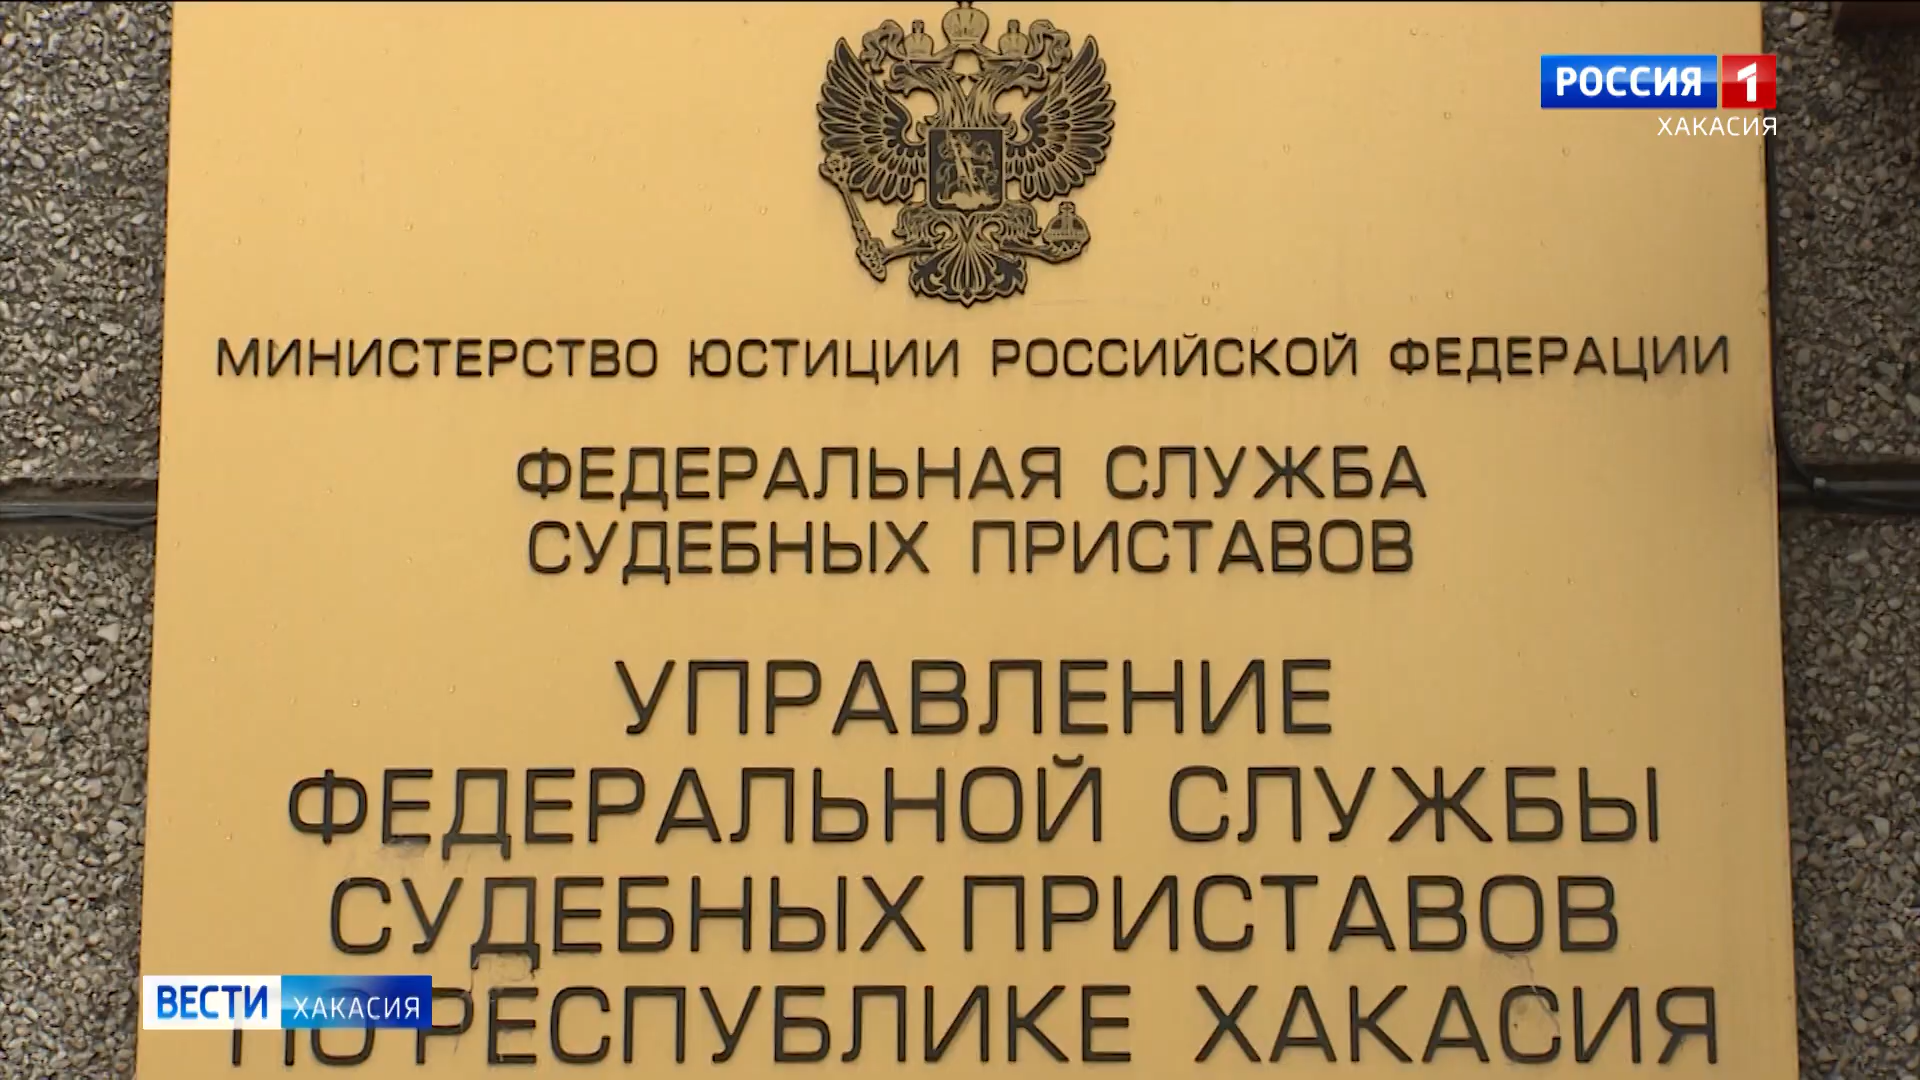 РОССИЯ 1
ХАКАСИЯ
МИНИСТЕРСТВО ЮСТИЦИИ РОССИЙСКОЙ ФЕДЕРАЦИИ
ФЕДЕРАЛЬНАЯ СЛУЖБА
СУДЕБНЫХ ПРИСТАВОВ
УПРАВЛЕНИЕ
ФЕДЕРАЛЬНОЙ СЛУЖБЫ
СУДЕБНЫХ ПРИСТАВОВ
ПО РЕСПУБЛИКЕ ХАКАСИЯ
ВЕСТИ ХАКАСИЯ